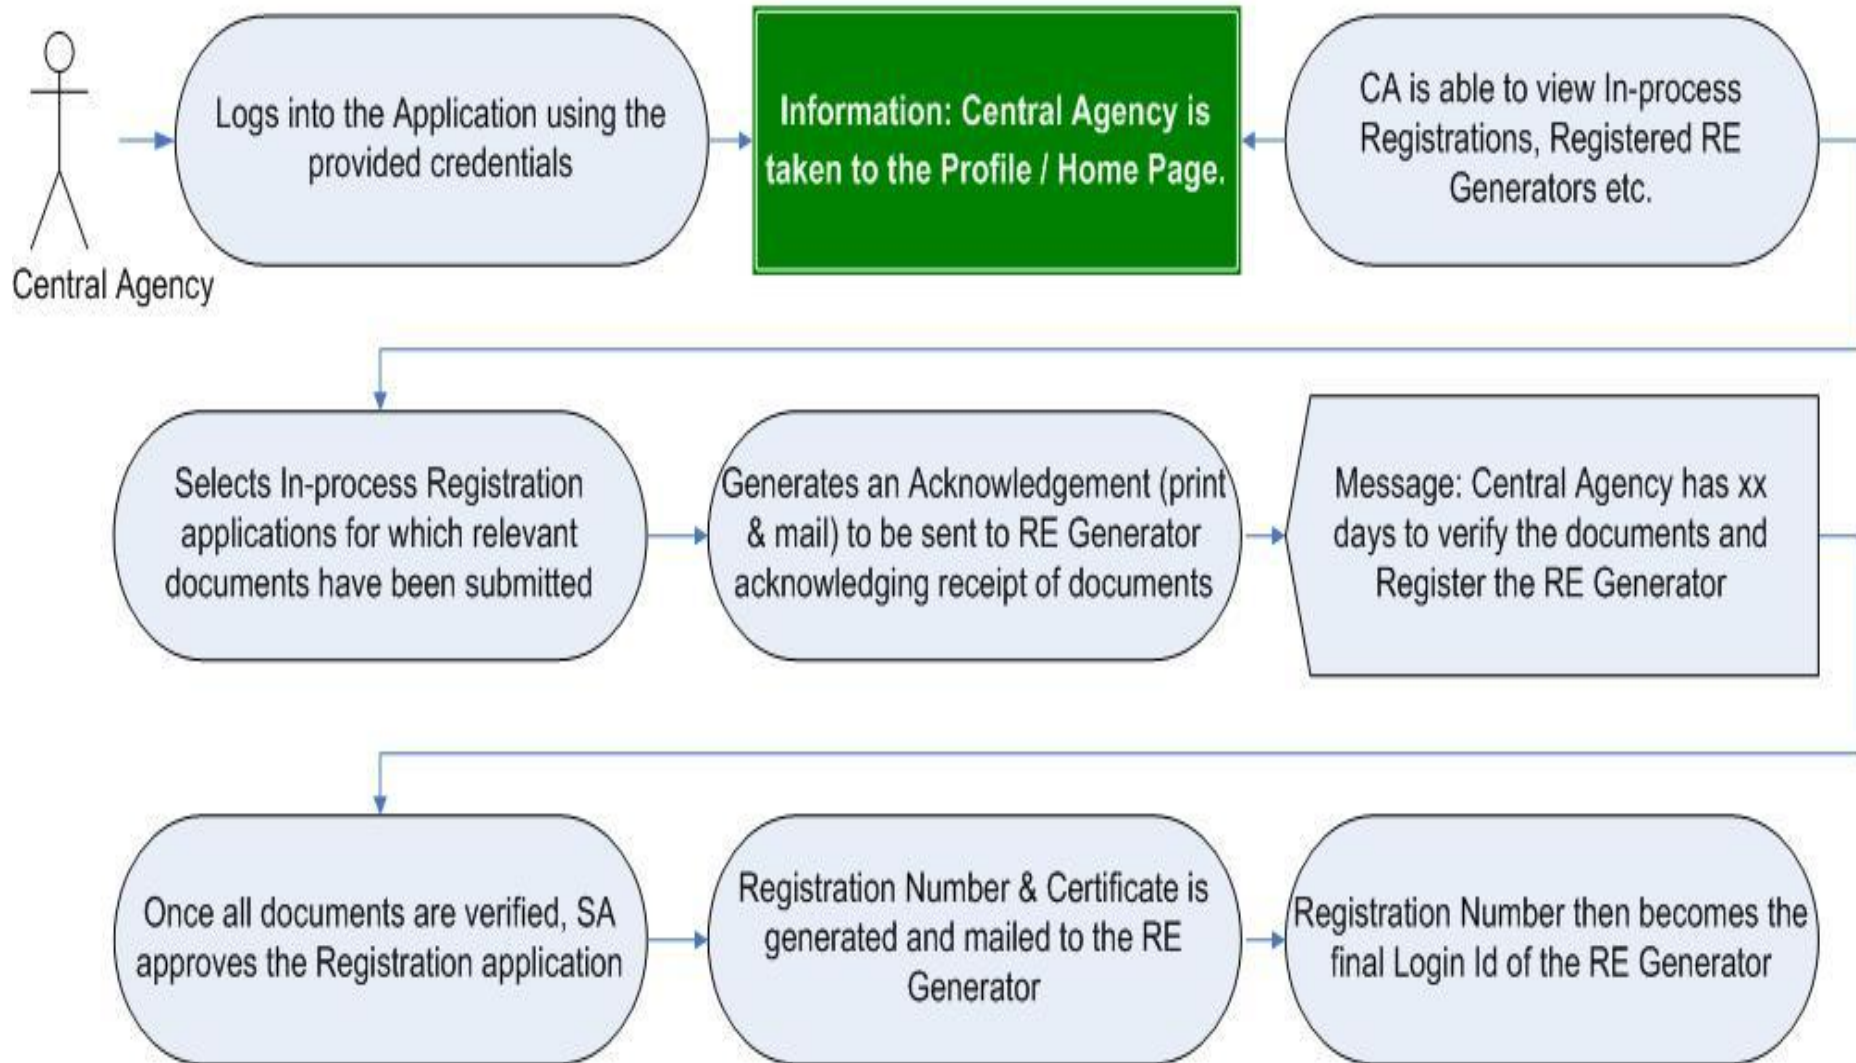 Logs into the Application using the
provided credentials
Information: Central Agency is
taken to the Profile / Home Page.
CA is able to view In-process
Registrations, Registered RE
Generators etc.
Central Agency
Selects In-process Registration
applications for which relevant
documents have been submitted
Generates an Acknowledgement (print
& mail) to be sent to RE Generator
acknowledging receipt of documents
Message: Central Agency has xx
days to verify the documents and
Register the RE Generator
Once all documents are verified, SA
approves the Registration application
Registration Number & Certificate is
generated and mailed to the RE
Generator
Registration Number then becomes the
final Login Id of the RE Generator